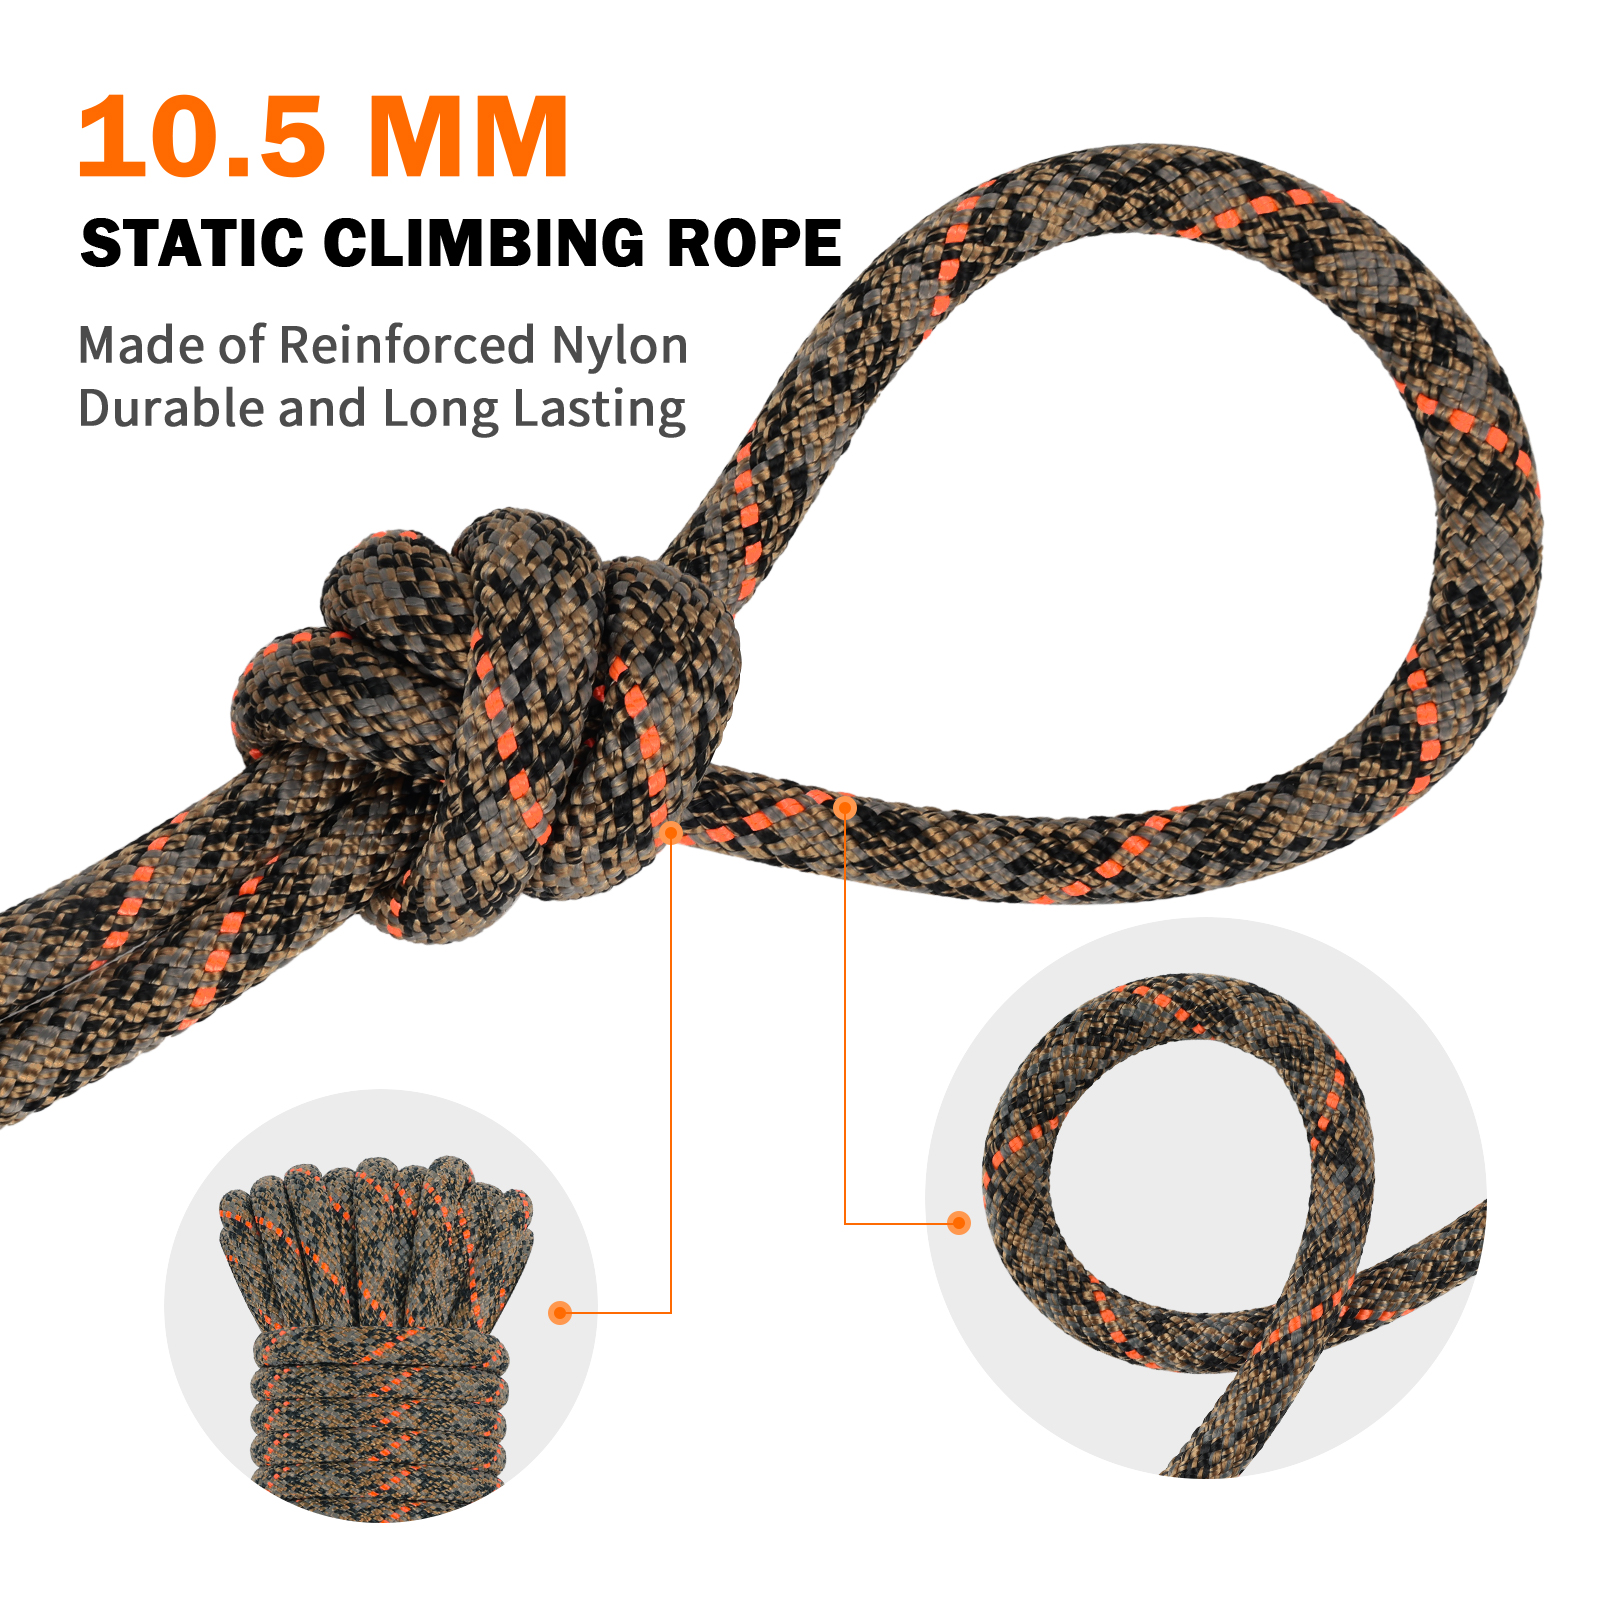 10.5 MM
STATIC CLIMBING ROPE
Made of Reinforced Nylon
Durable and Long Lasting